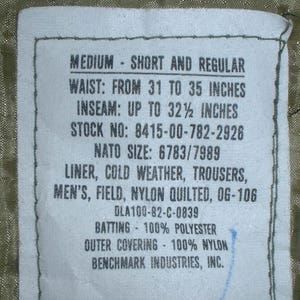 MEDIUM - SHORT AND REGULAR
WAIST: FROM 31 TO 35 INCHES
INSEAM: UP TO 32½ INCHES
STOCK NO: 8415-00-782-2926
NATO SIZE: 6783/7989
LINER, COLD WEATHER, TROUSERS,
MEN'S, FIELD, NYLON QUILTED, OG-106
DLA100-82-C-0839
BATTING - 100% POLYESTER
OUTER COVERING - 100% NYLON
BENCHMARK INDUSTRIES, INC.